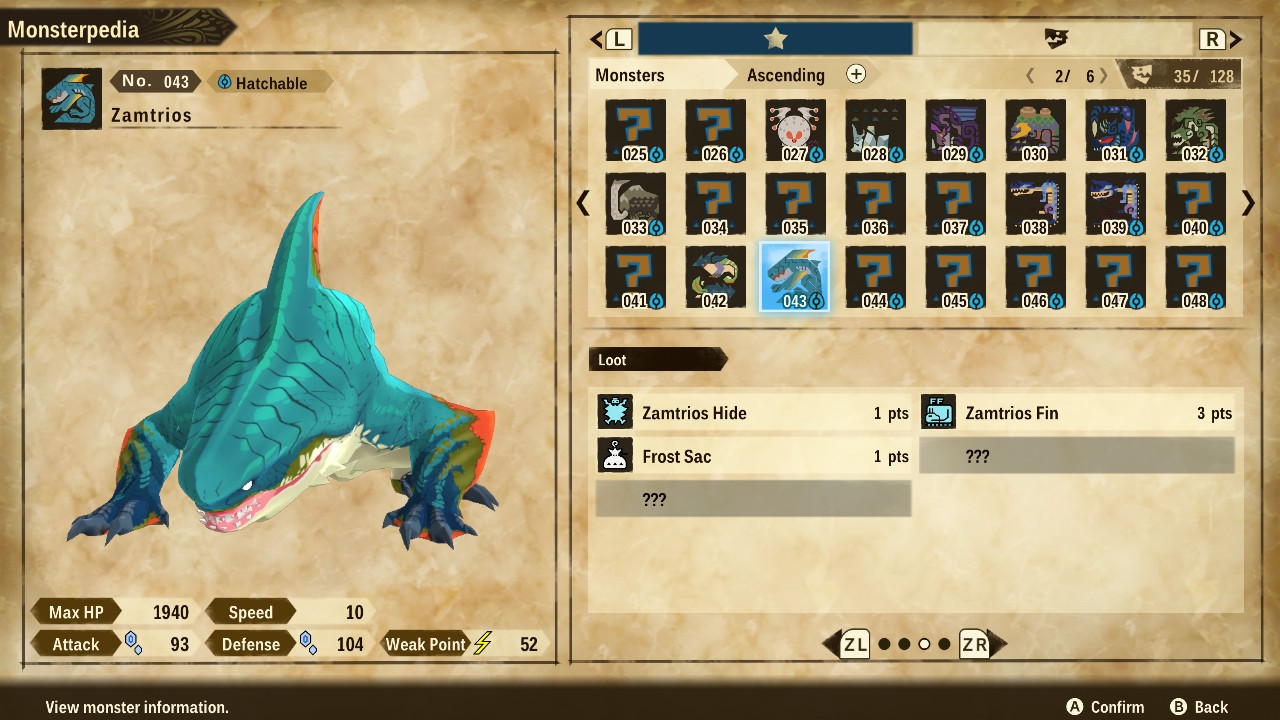 Monsterpedia
No. 043 Hatchable
Zamtrios
L R
Monsters Ascending 2/ 6 35/ 128
025 026 027 028 029 030 031 032
033 034 035 036 037 038 039 040
041 042 043 044 045 046 047 048
Loot
Zamtrios Hide 1 pts Zamtrios Fin 3 pts
Frost Sac 1 pts ???
???
Max HP 1940 Speed 10
Attack 93 Defense 104 Weak Point 52
ZL ZR
View monster information. A Confirm B Back